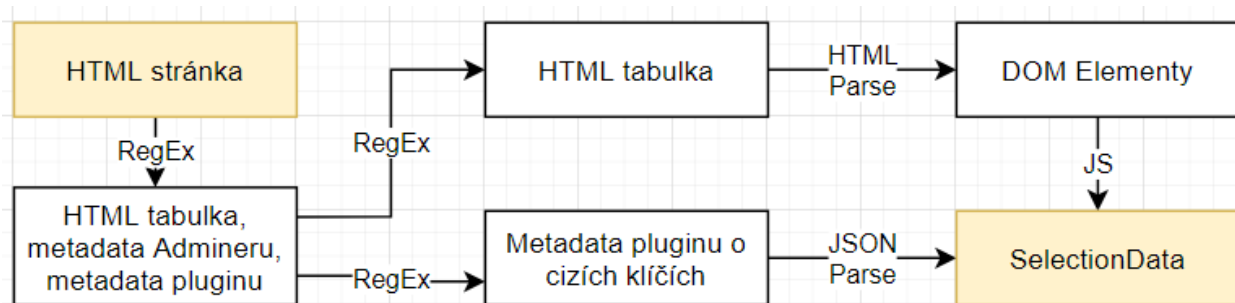 HTML stránka
RegEx
HTML tabulka,
metadata Admineru,
metadata pluginu
RegEx
HTML tabulka
HTML
Parse
DOM Elementy
JS
RegEx
Metadata pluginu o
cizích klíčích
JSON
Parse
SelectionData